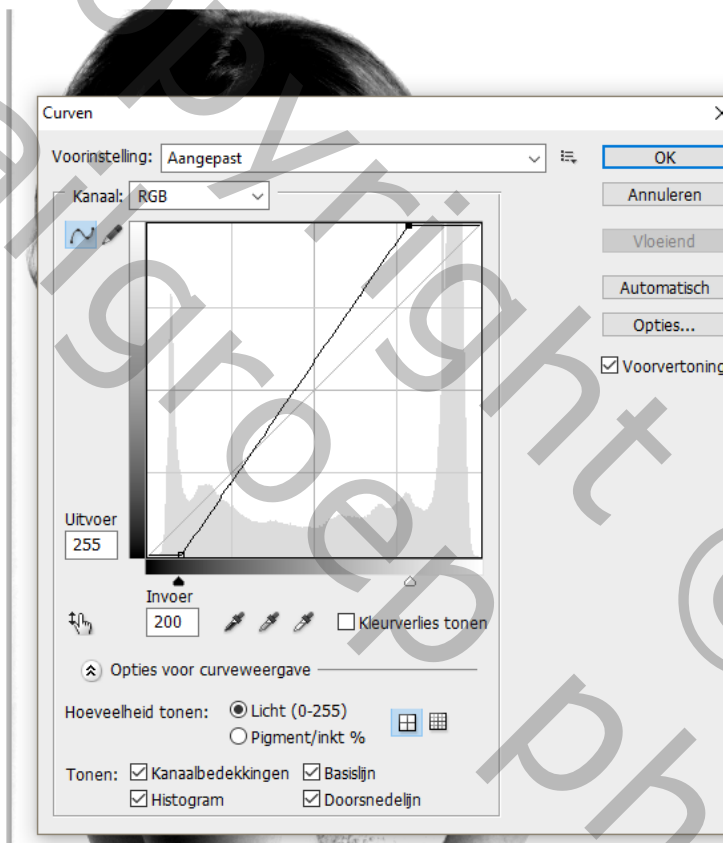 Curven
Voorinstelling: Aangepast
OK
Kanaal: RGB
Annuleren
Vloeiend
Automatisch
Opties...
Voorvertoning
Uitvoer
255
Invoer
200
Kleurverlies tonen
Opties voor curveweergave
Hoeveelheid tonen: Licht (0-255)
Pigment/inkt %
Tonen: Kanaalbedekkingen Basislijn
Histogram Doorsnedelijn